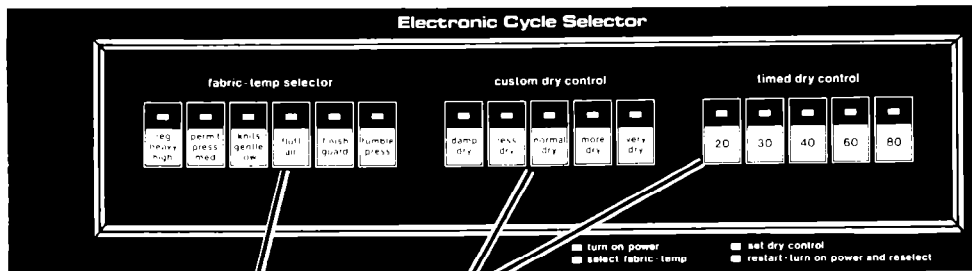 Electronic Cycle Selector
fabric-temp selector
custom dry control
timed dry control
reg heavy high
permt press med
knits gentle low
fluff air
finish guard
tumble press
damp dry
less dry
normal dry
more dry
very dry
20
30
40
60
80
turn on power
select fabric-temp
set dry control
restart-turn on power and reselect